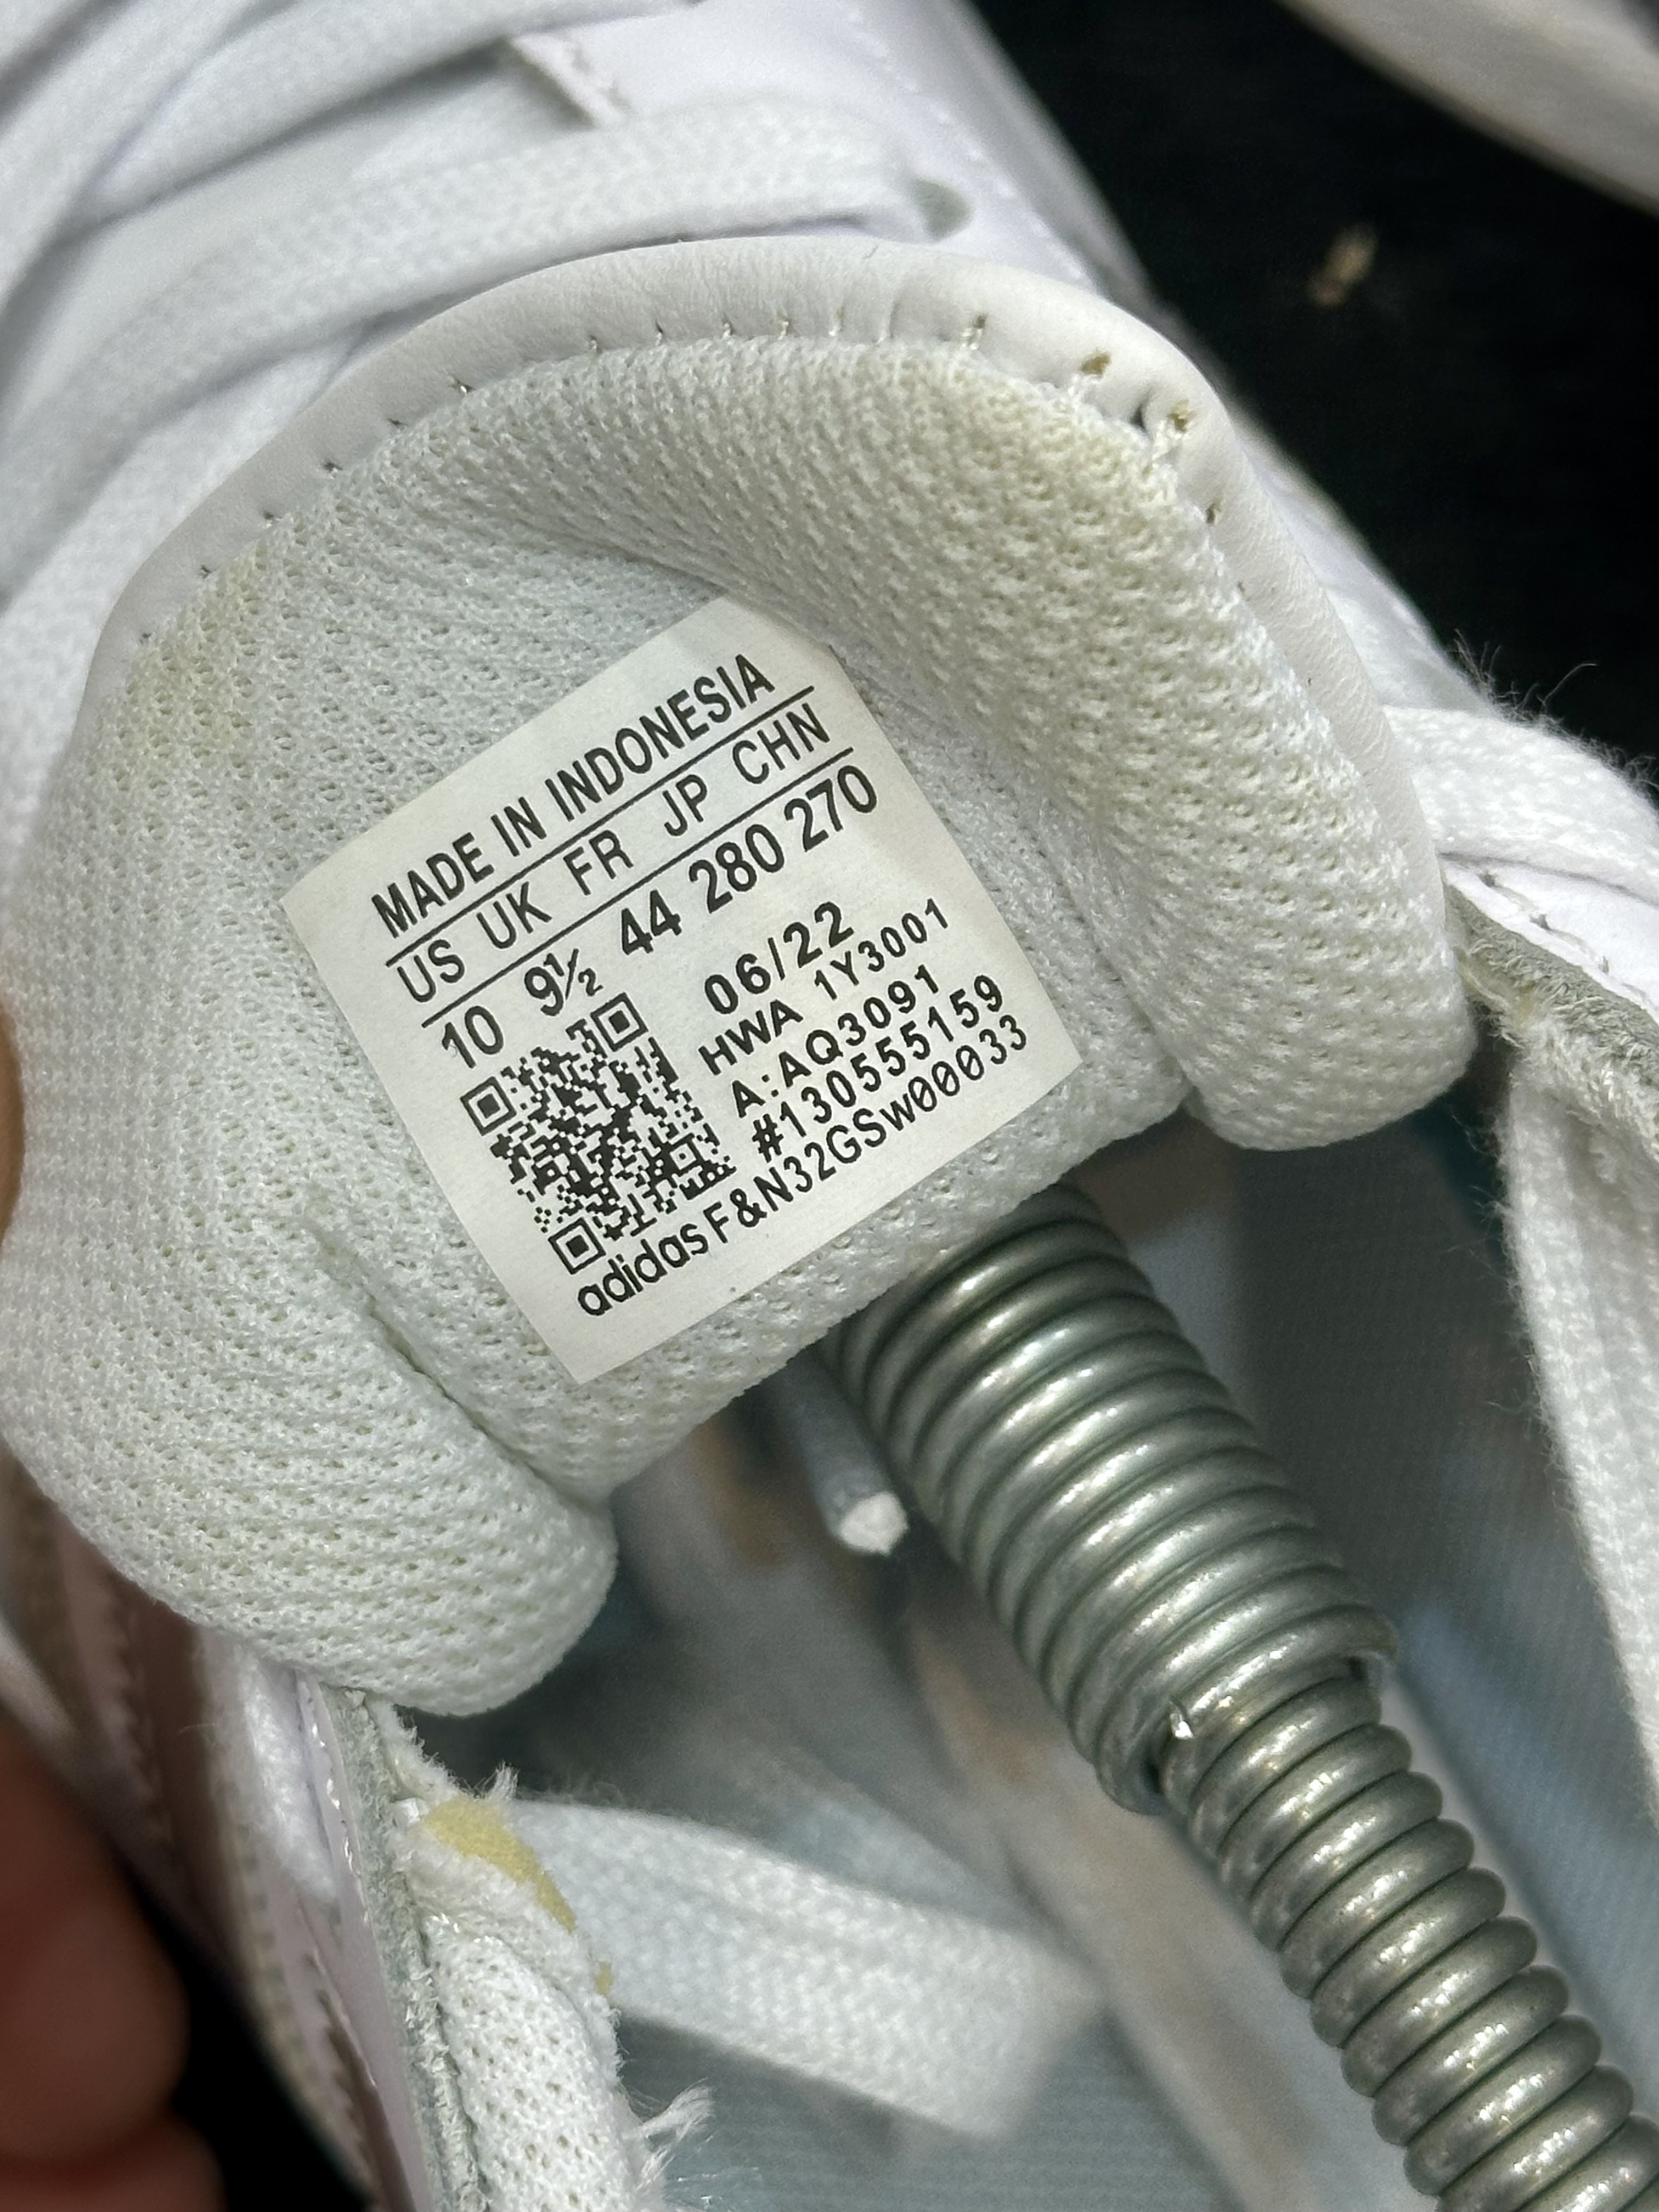 MADE IN INDONESIA
US UK FR JP CHN
10 9½ 44 280 270
06/22
HWA 1Y3001
A:AQ3091
#130555159
adidas F&N32GSw00033